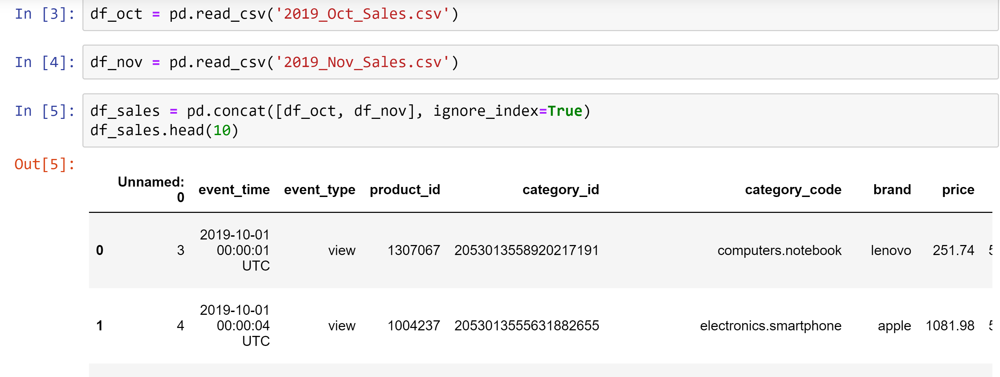 In [3]: df_oct = pd.read_csv('2019_Oct_Sales.csv')
In [4]: df_nov = pd.read_csv('2019_Nov_Sales.csv')
In [5]: df_sales = pd.concat([df_oct, df_nov], ignore_index=True)
df_sales.head(10)
Out[5]:
Unnamed: 0 event_time event_type product_id category_id category_code brand price
0 3 2019-10-01 00:00:01 UTC view 1307067 2053013558920217191 computers.notebook lenovo 251.74
1 4 2019-10-01 00:00:04 UTC view 1004237 2053013555631882655 electronics.smartphone apple 1081.98